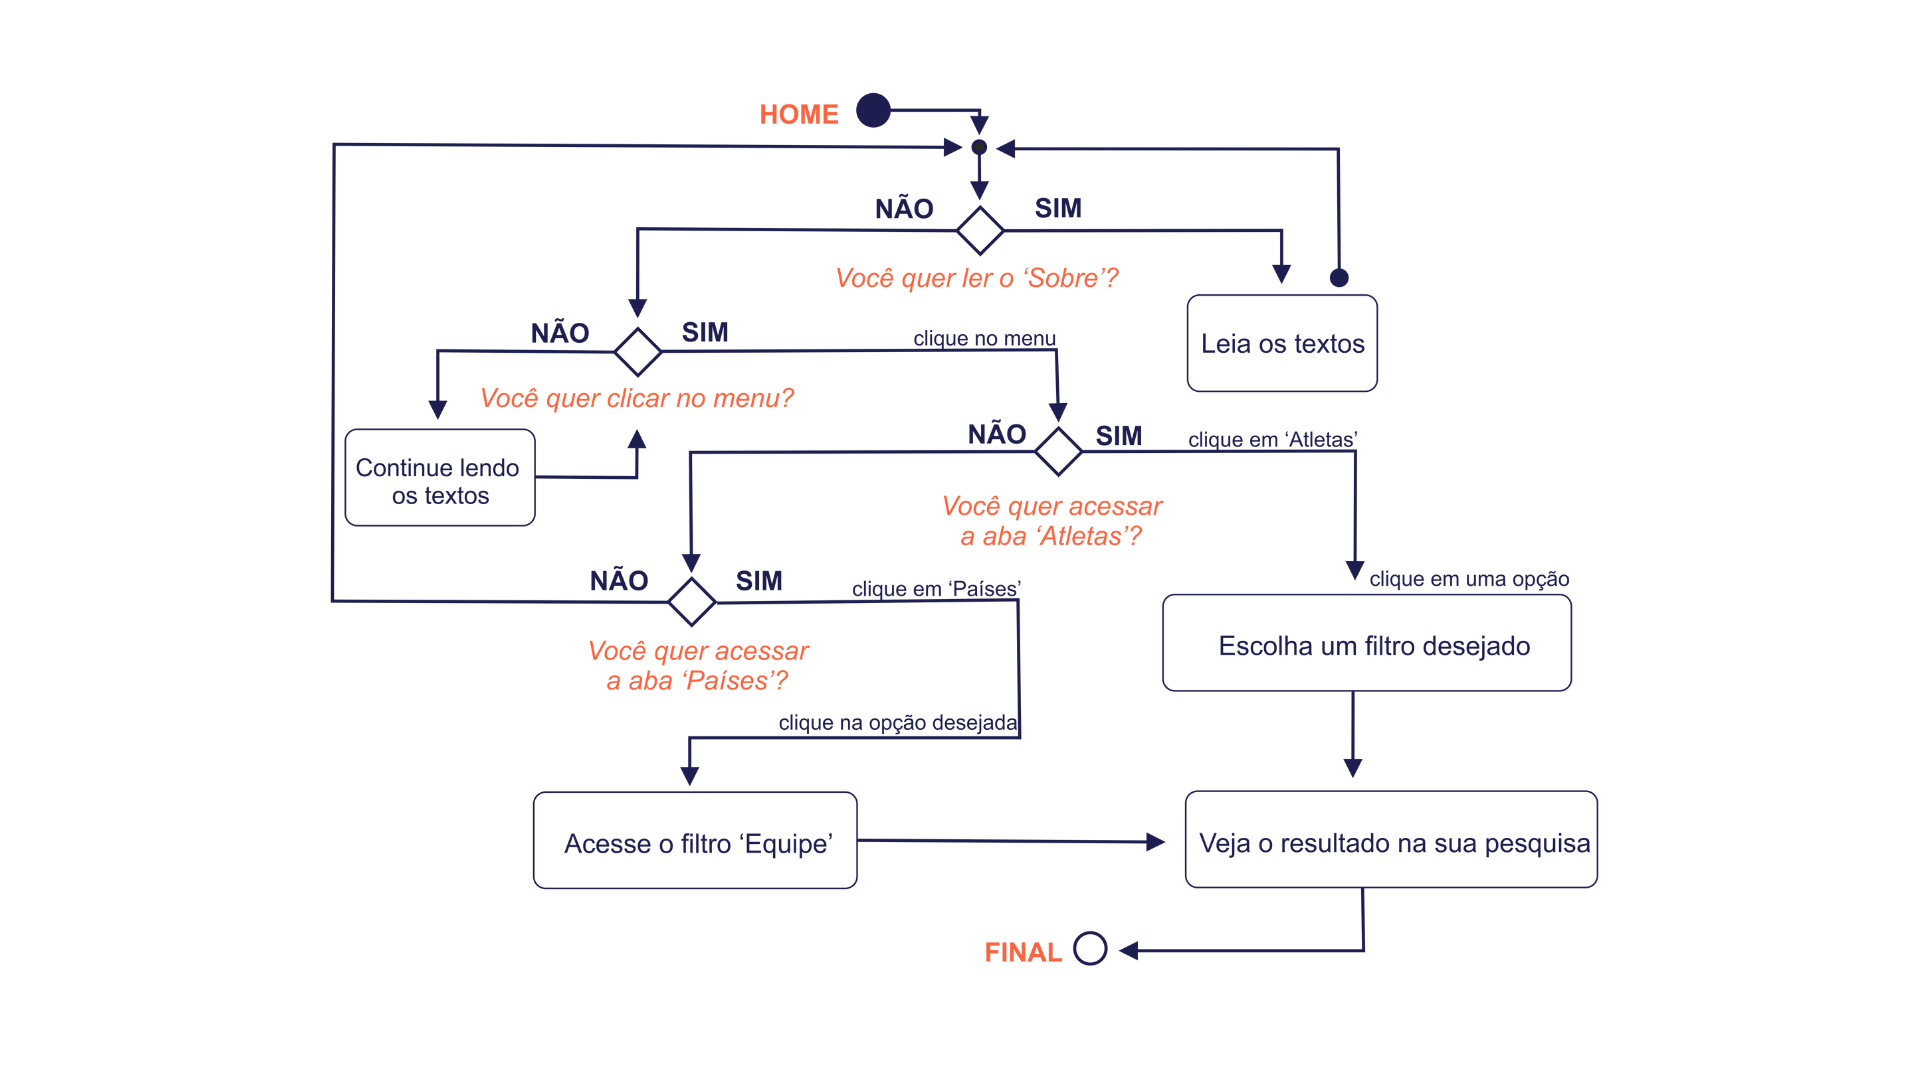 HOME
NÃO
SIM
Você quer ler o ‘Sobre’?
NÃO
SIM
clique no menu
Leia os textos
Você quer clicar no menu?
NÃO
SIM
clique em ‘Atletas’
Continue lendo
os textos
Você quer acessar
a aba ‘Atletas’?
NÃO
SIM
clique em ‘Países’
clique em uma opção
Escolha um filtro desejado
Você quer acessar
a aba ‘Países’?
clique na opção desejada
Acesse o filtro ‘Equipe’
Veja o resultado na sua pesquisa
FINAL